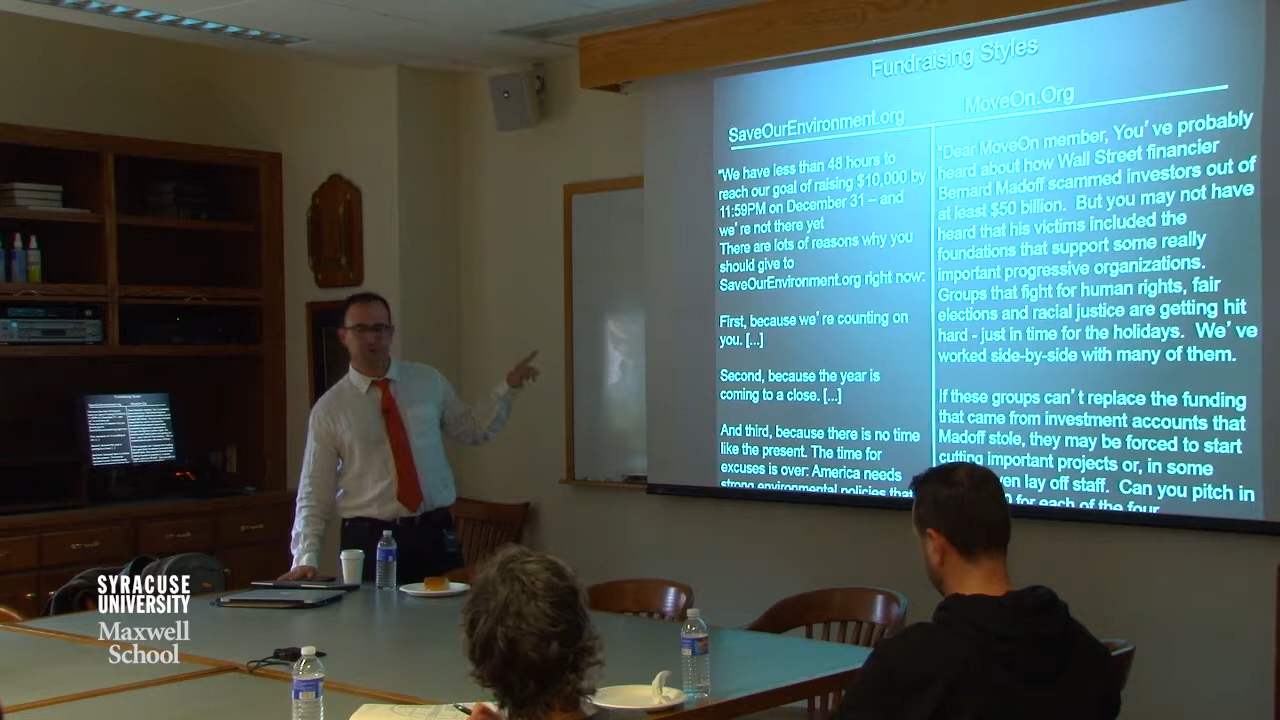 Fundraising Styles
SaveOurEnvironment.org
"We have less than 48 hours to
reach our goal of raising $10,000 by
11:59PM on December 31 – and
we're not there yet
There are lots of reasons why you
should give to
SaveOurEnvironment.org right now:
First, because we're counting on
you. [...]
Second, because the year is
coming to a close. [...]
And third, because there is no time
like the present. The time for
excuses is over: America needs
strong environmental policies that
MoveOn.Org
"Dear MoveOn member, You've probably
heard about how Wall Street financier
Bernard Madoff scammed investors out of
at least $50 billion. But you may not have
heard that his victims included the
foundations that support some really
important progressive organizations.
Groups that fight for human rights, fair
elections and racial justice are getting hit
hard - just in time for the holidays. We've
worked side-by-side with many of them.
If these groups can't replace the funding
that came from investment accounts that
Madoff stole, they may be forced to start
cutting important projects or, in some
lay off staff. Can you pitch in
for each of the four
SYRACUSE
UNIVERSITY
Maxwell
School